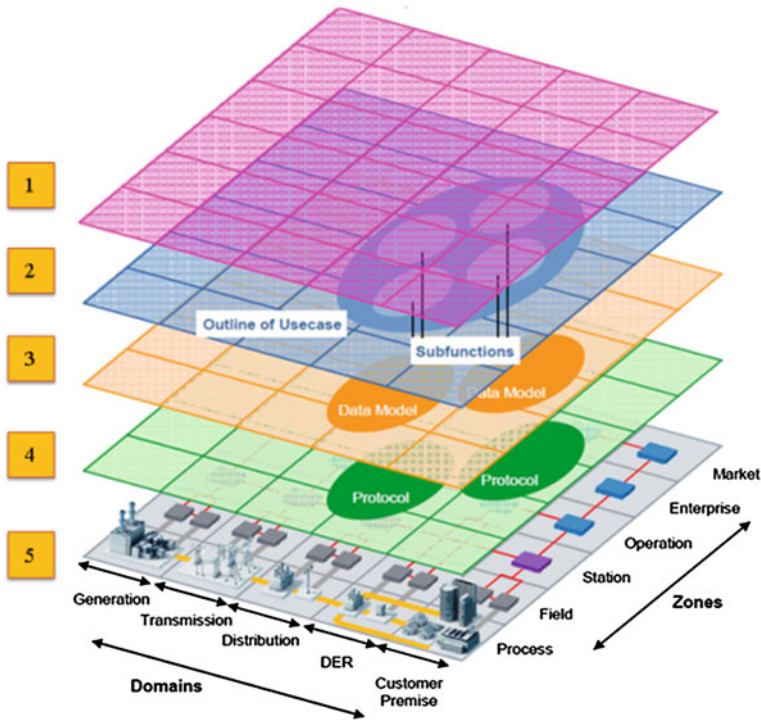 1
2
Outline of Usecase
Subfunctions
3
Data Model
Data Model
4
Protocol
Protocol
5
Market
Enterprise
Operation
Station
Field
Process
Zones
Generation
Transmission
Distribution
DER
Customer
Premise
Domains